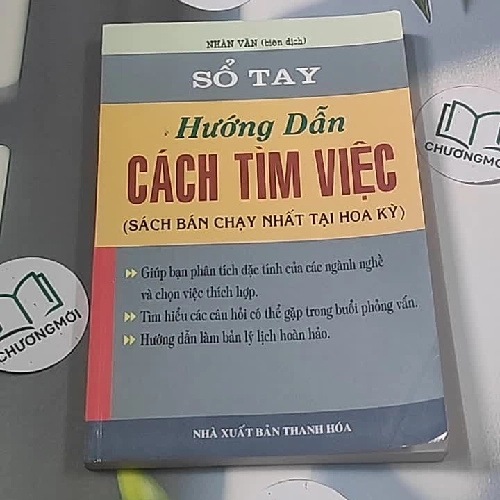 NHÂN VĂN (biên dịch)
SỔ TAY
Hướng Dẫn
CÁCH TÌM VIỆC
(SÁCH BÁN CHẠY NHẤT TẠI HOA KỲ)
Giúp bạn phân tích đặc tính của các ngành nghề
và chọn việc thích hợp.
Tìm hiểu các câu hỏi có thể gặp trong buổi phỏng vấn.
Hướng dẫn làm bản lý lịch hoàn hảo.
NHÀ XUẤT BẢN THANH HÓA
CHƯƠNGMỚI
CHƯƠNGMỚI